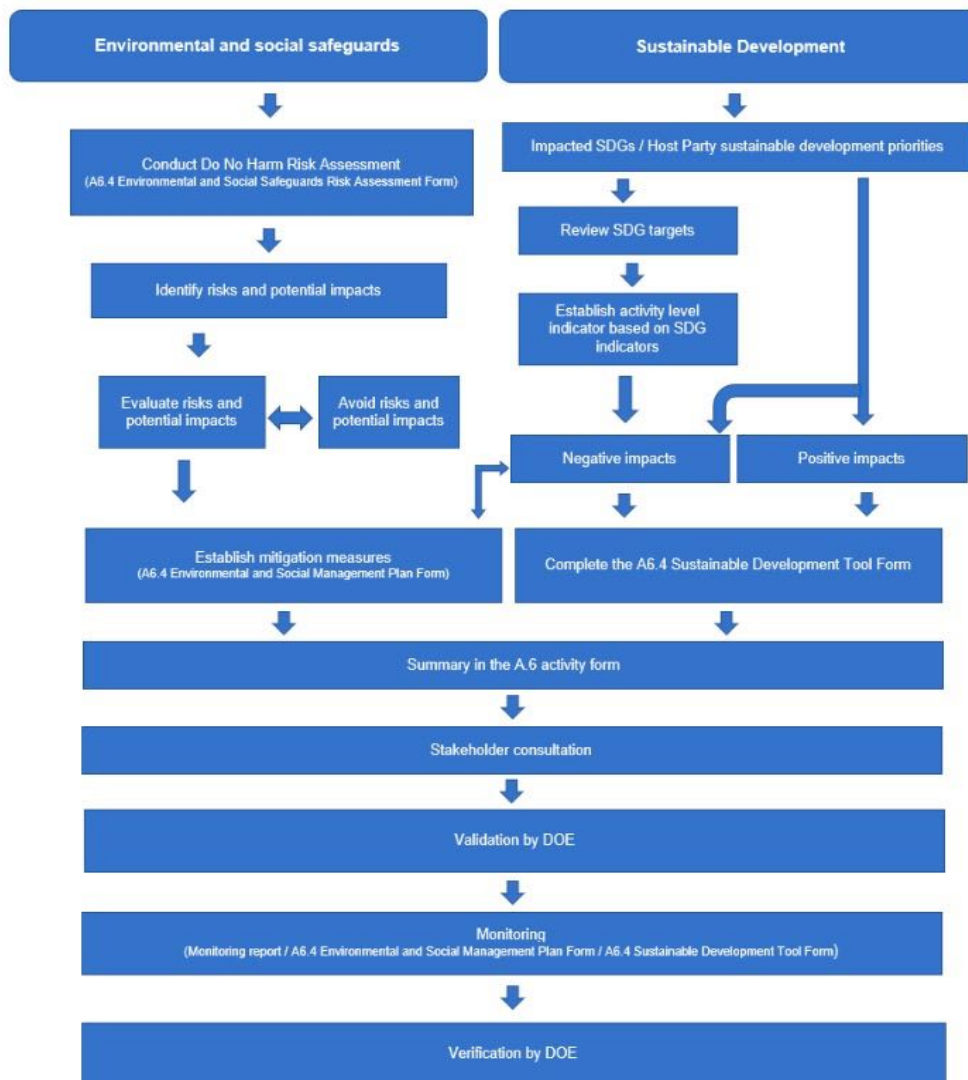 Environmental and social safeguards
Sustainable Development
Conduct Do No Harm Risk Assessment
(A6.4 Environmental and Social Safeguards Risk Assessment Form)
Impacted SDGs / Host Party sustainable development priorities
Review SDG targets
Identify risks and potential impacts
Establish activity level
indicator based on SDG
indicators
Evaluate risks and
potential impacts
Avoid risks and
potential impacts
Negative impacts
Positive impacts
Establish mitigation measures
(A6.4 Environmental and Social Management Plan Form)
Complete the A6.4 Sustainable Development Tool Form
Summary in the A.6 activity form
Stakeholder consultation
Validation by DOE
Monitoring
(Monitoring report / A6.4 Environmental and Social Management Plan Form / A6.4 Sustainable Development Tool Form)
Verification by DOE